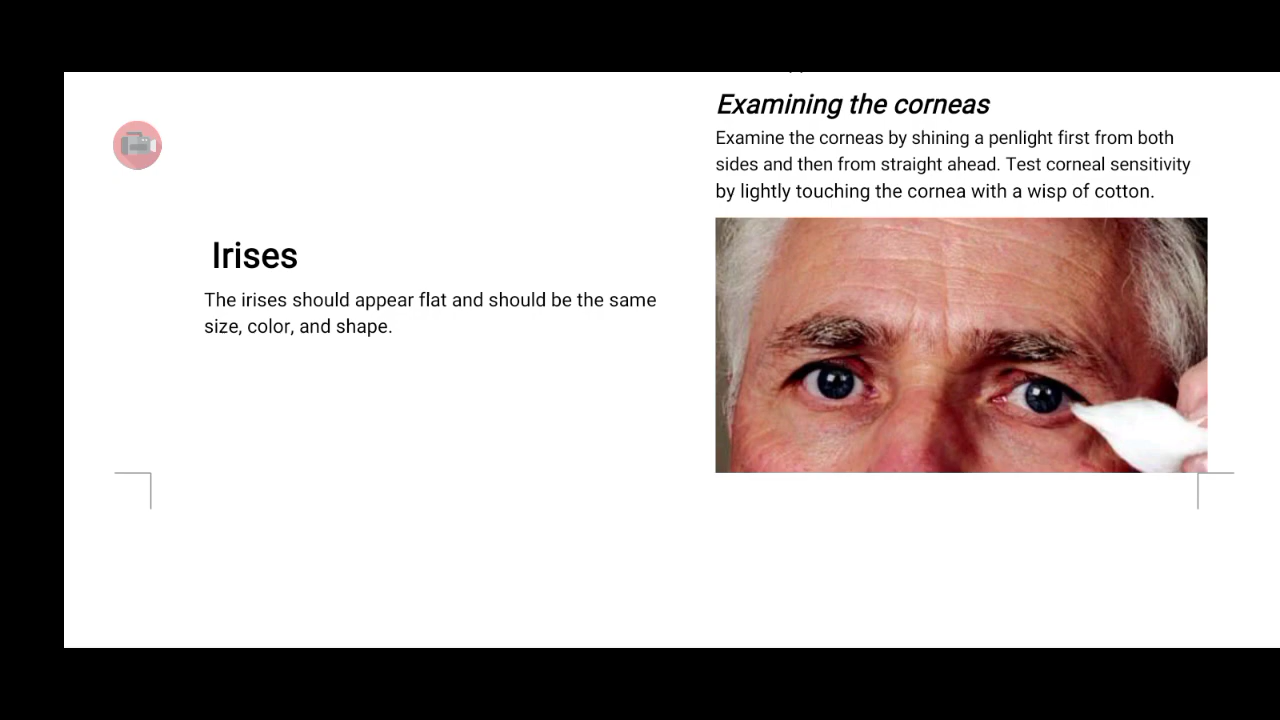 Irises
The irises should appear flat and should be the same
size, color, and shape.
Examining the corneas
Examine the corneas by shining a penlight first from both
sides and then from straight ahead. Test corneal sensitivity
by lightly touching the cornea with a wisp of cotton.